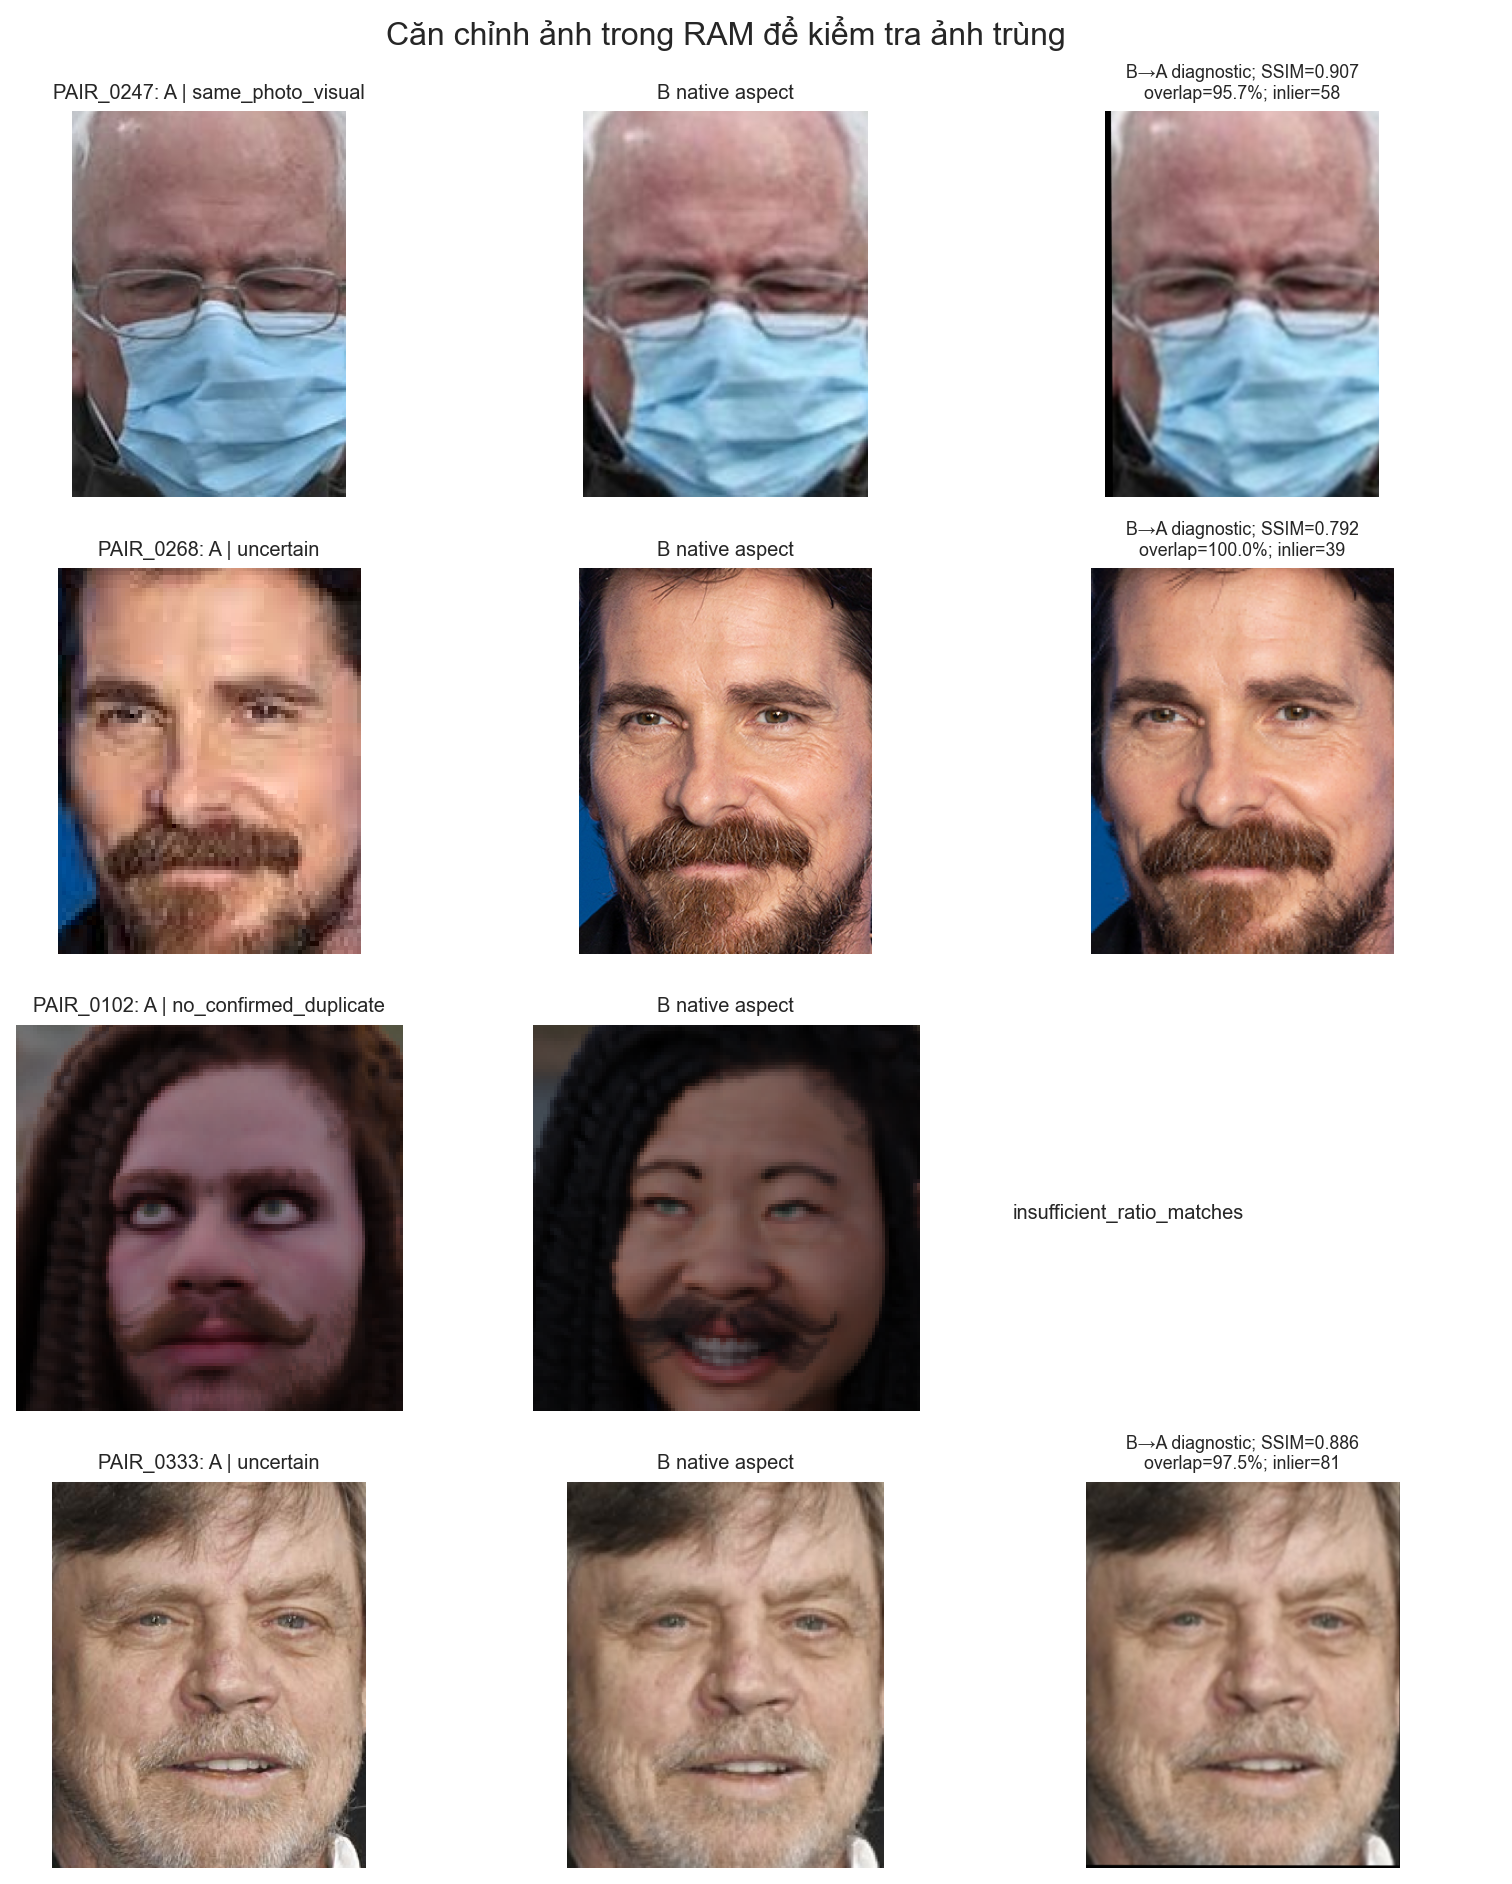 Căn chỉnh ảnh trong RAM để kiểm tra ảnh trùng
PAIR_0247: A | same_photo_visual
B native aspect
B→A diagnostic; SSIM=0.907
overlap=95.7%; inlier=58
PAIR_0268: A | uncertain
B native aspect
B→A diagnostic; SSIM=0.792
overlap=100.0%; inlier=39
PAIR_0102: A | no_confirmed_duplicate
B native aspect
insufficient_ratio_matches
PAIR_0333: A | uncertain
B native aspect
B→A diagnostic; SSIM=0.886
overlap=97.5%; inlier=81